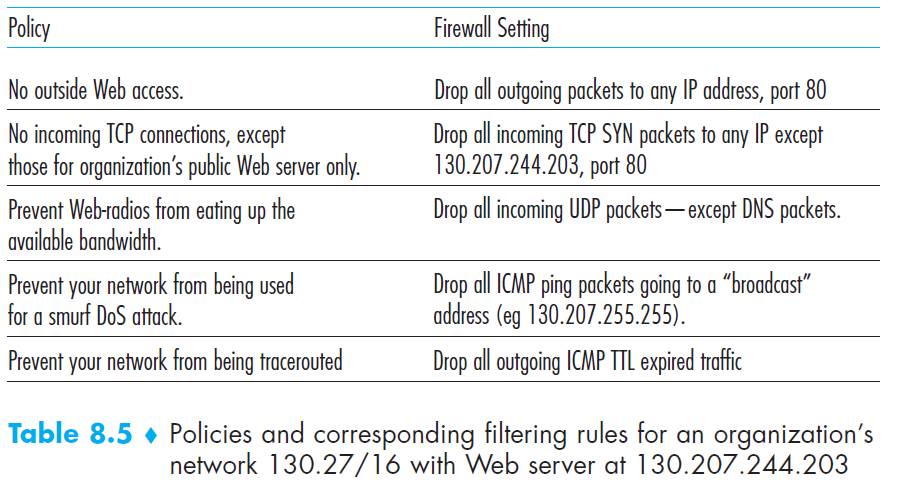 Policy Firewall Setting
No outside Web access. Drop all outgoing packets to any IP address, port 80
No incoming TCP connections, except Drop all incoming TCP SYN packets to any IP except
those for organization’s public Web server only. 130.207.244.203, port 80
Prevent Web-radios from eating up the Drop all incoming UDP packets—except DNS packets.
available bandwidth.
Prevent your network from being used Drop all ICMP ping packets going to a “broadcast”
for a smurf DoS attack. address (eg 130.207.255.255).
Prevent your network from being tracerouted Drop all outgoing ICMP TTL expired traffic
Table 8.5 ♦ Policies and corresponding filtering rules for an organization’s
network 130.27/16 with Web server at 130.207.244.203